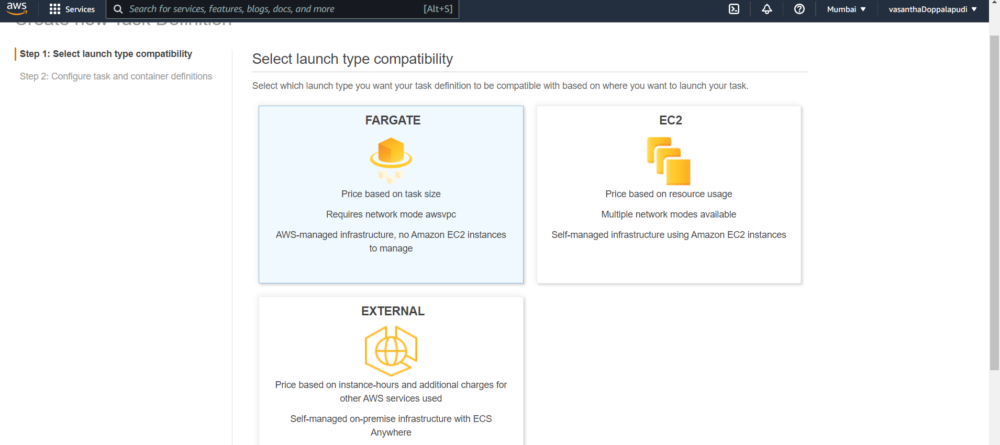 aws
Services
Search for services, features, blogs, docs, and more
[Alt+S]
Mumbai
vasanthaDoppalapudi
Create new Task Definition
Step 1: Select launch type compatibility
Step 2: Configure task and container definitions
Select launch type compatibility
Select which launch type you want your task definition to be compatible with based on where you want to launch your task.
FARGATE
Price based on task size
Requires network mode awsvpc
AWS-managed infrastructure, no Amazon EC2 instances
to manage
EC2
Price based on resource usage
Multiple network modes available
Self-managed infrastructure using Amazon EC2 instances
EXTERNAL
Price based on instance-hours and additional charges for
other AWS services used
Self-managed on-premise infrastructure with ECS
Anywhere